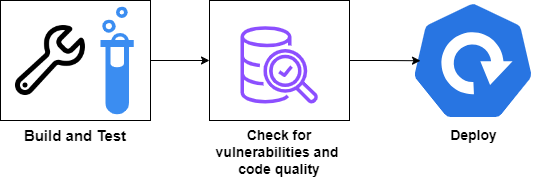 Build and Test
Check for
vulnerabilities and
code quality
Deploy